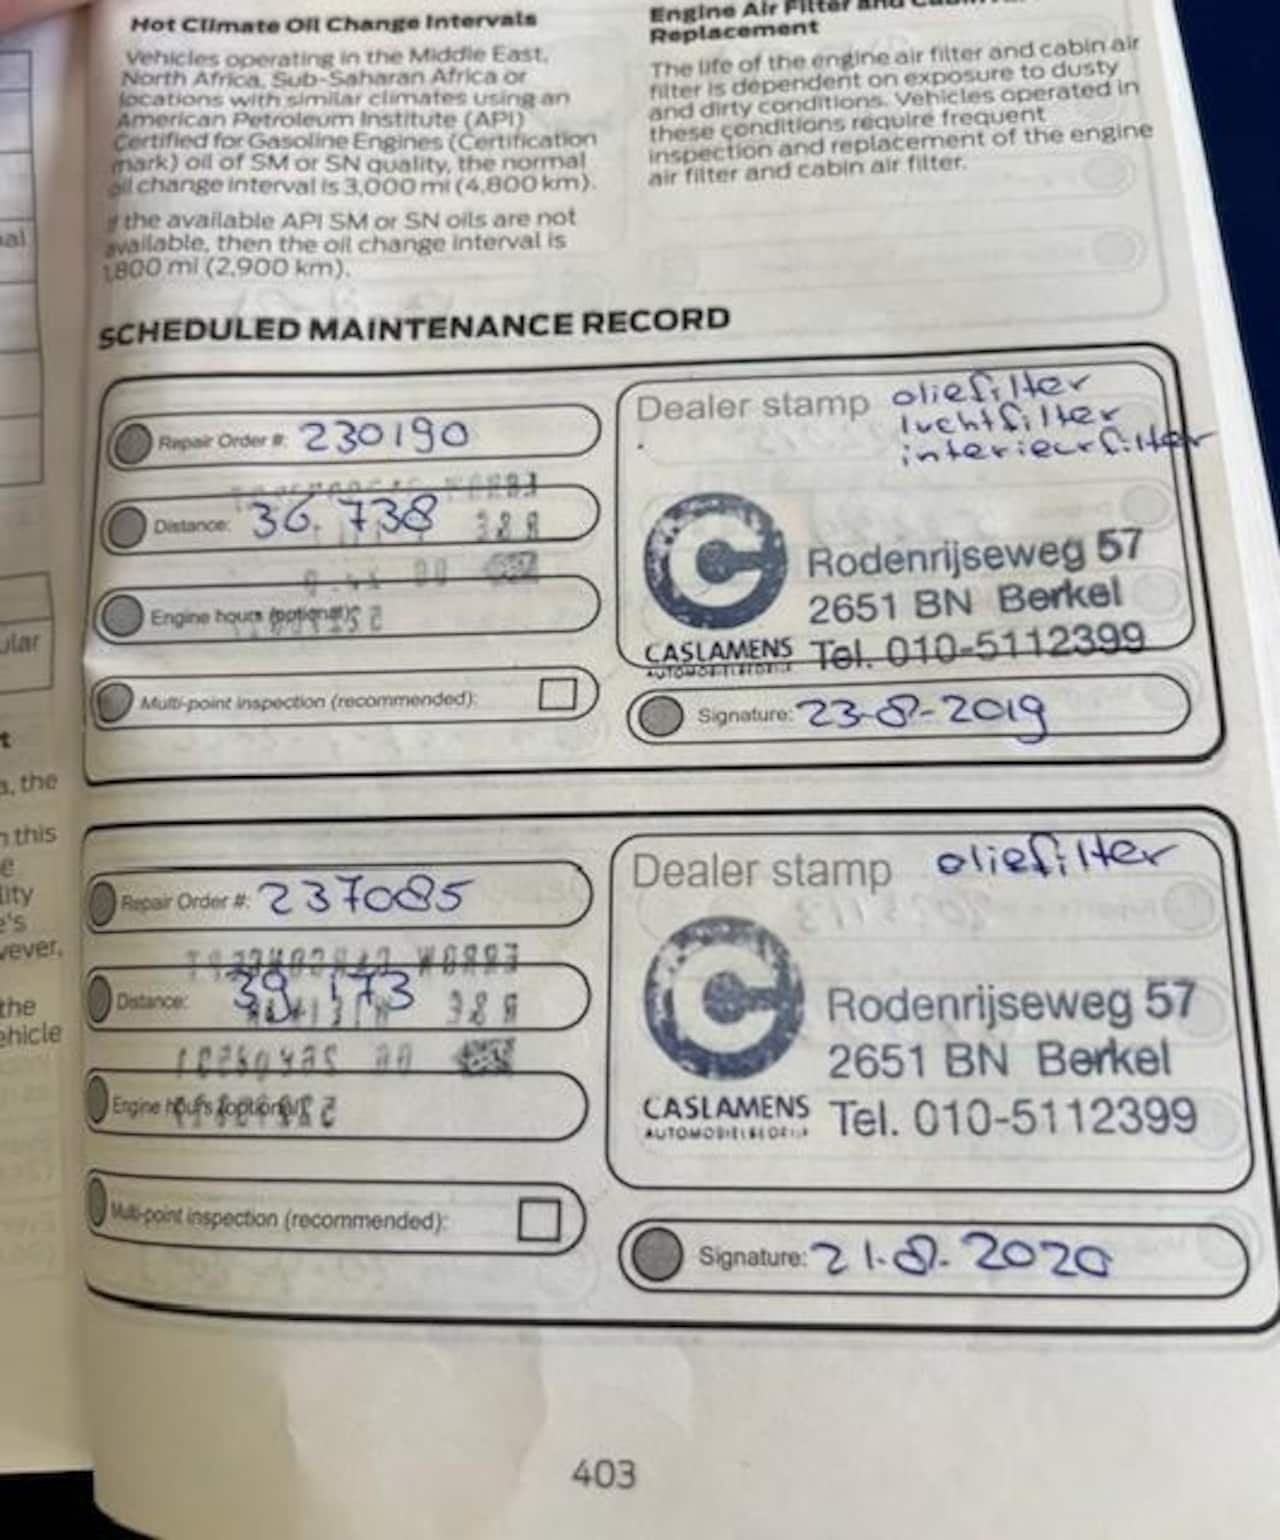 Hot Climate Oil Change Intervals
Vehicles operating in the Middle East,
North Africa, Sub-Saharan Africa or
locations with similar climates using an
American Petroleum Institute (API)
Certified for Gasoline Engines (Certification
mark) oil of SM or SN quality, the normal
oil change interval is 3,000 mi (4,800 km).
If the available API SM or SN oils are not
available, then the oil change interval is
1,800 mi (2,900 km).
Engine Air Filter and
Replacement
The life of the engine air filter and cabin air
filter is dependent on exposure to dusty
and dirty conditions. Vehicles operated in
these conditions require frequent
inspection and replacement of the engine
air filter and cabin air filter.
SCHEDULED MAINTENANCE RECORD
Repair Order #: 230190
Distance: 36.738
Engine hours (optional):
Multi-point inspection (recommended):
Dealer stamp oliefilter
luchtfilter
interieurfilter
C
Rodenrijseweg 57
2651 BN Berkel
CASLAMENS Tel. 010-5112399
AUTOMOBIELBEDRIJF
Signature: 23-8-2019
Repair Order #: 237085
Distance: 39.173
Engine hours (optional):
Multi-point inspection (recommended):
Dealer stamp oliefilter
C
Rodenrijseweg 57
2651 BN Berkel
CASLAMENS Tel. 010-5112399
AUTOMOBIELBEDRIJF
Signature: 21-8-2020
403
the
this
lity
the